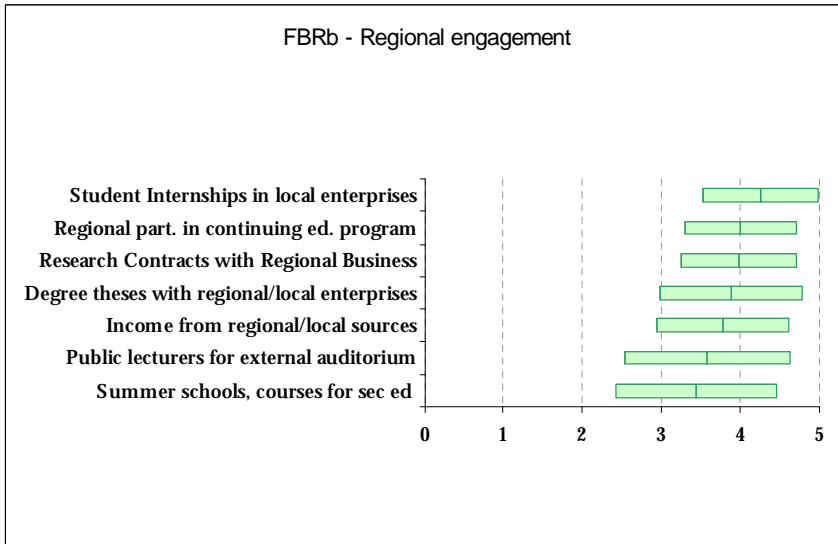 FBRb - Regional engagement
Student Internships in local enterprises
Regional part. in continuing ed. program
Research Contracts with Regional Business
Degree theses with regional/local enterprises
Income from regional/local sources
Public lecturers for external auditorium
Summer schools, courses for sec ed
0 1 2 3 4 5